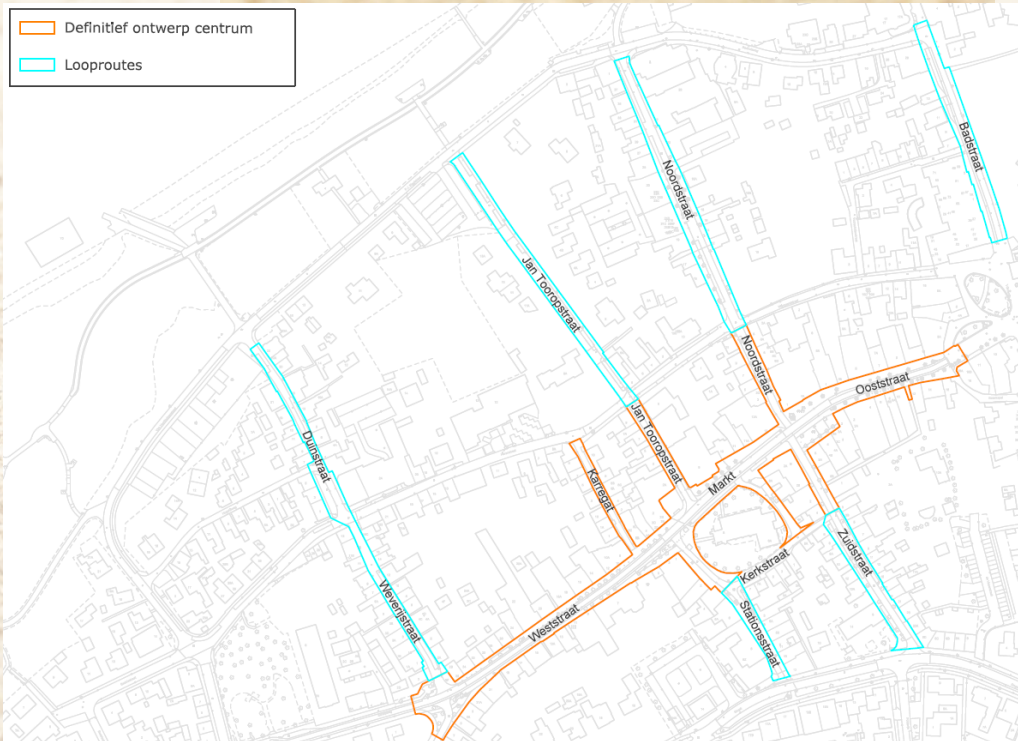 Definitief ontwerp centrum
Looproutes
Badstraat
Noordstraat
Jan Tooropstraat
Noordstraat
Ooststraat
Jan Tooropstraat
Duinstraat
Markt
Karregat
Zuidstraat
Kerkstraat
Weverijstraat
Weststraat
Stationsstraat